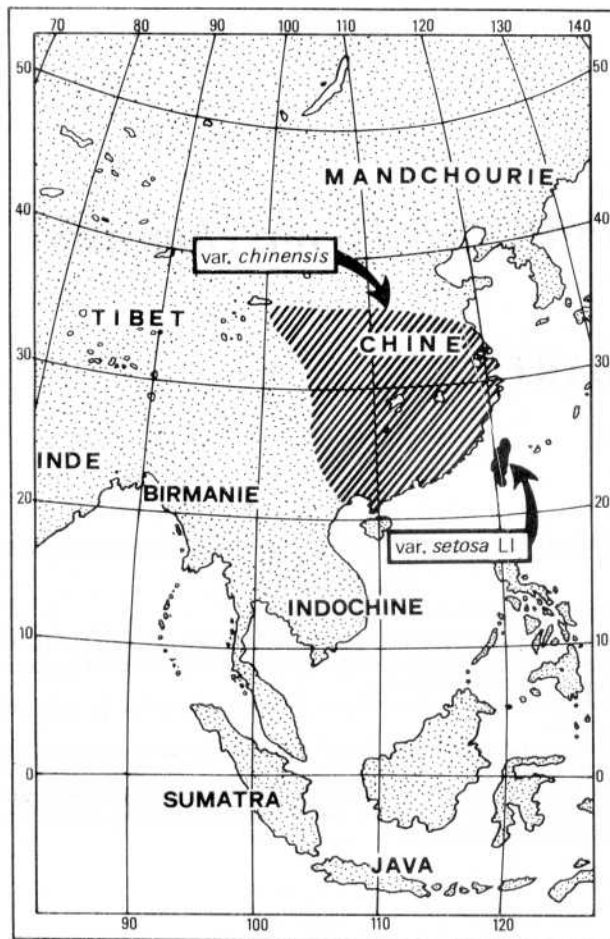 70 80 90 100 110 120 130 140
50 50
MANDCHOURIE
40 40
var. chinensis
TIBET
CHINE
30 30
INDE
BIRMANIE
20 20
var. setosa LI
INDOCHINE
10 10
0 0
SUMATRA
JAVA
90 100 110 120